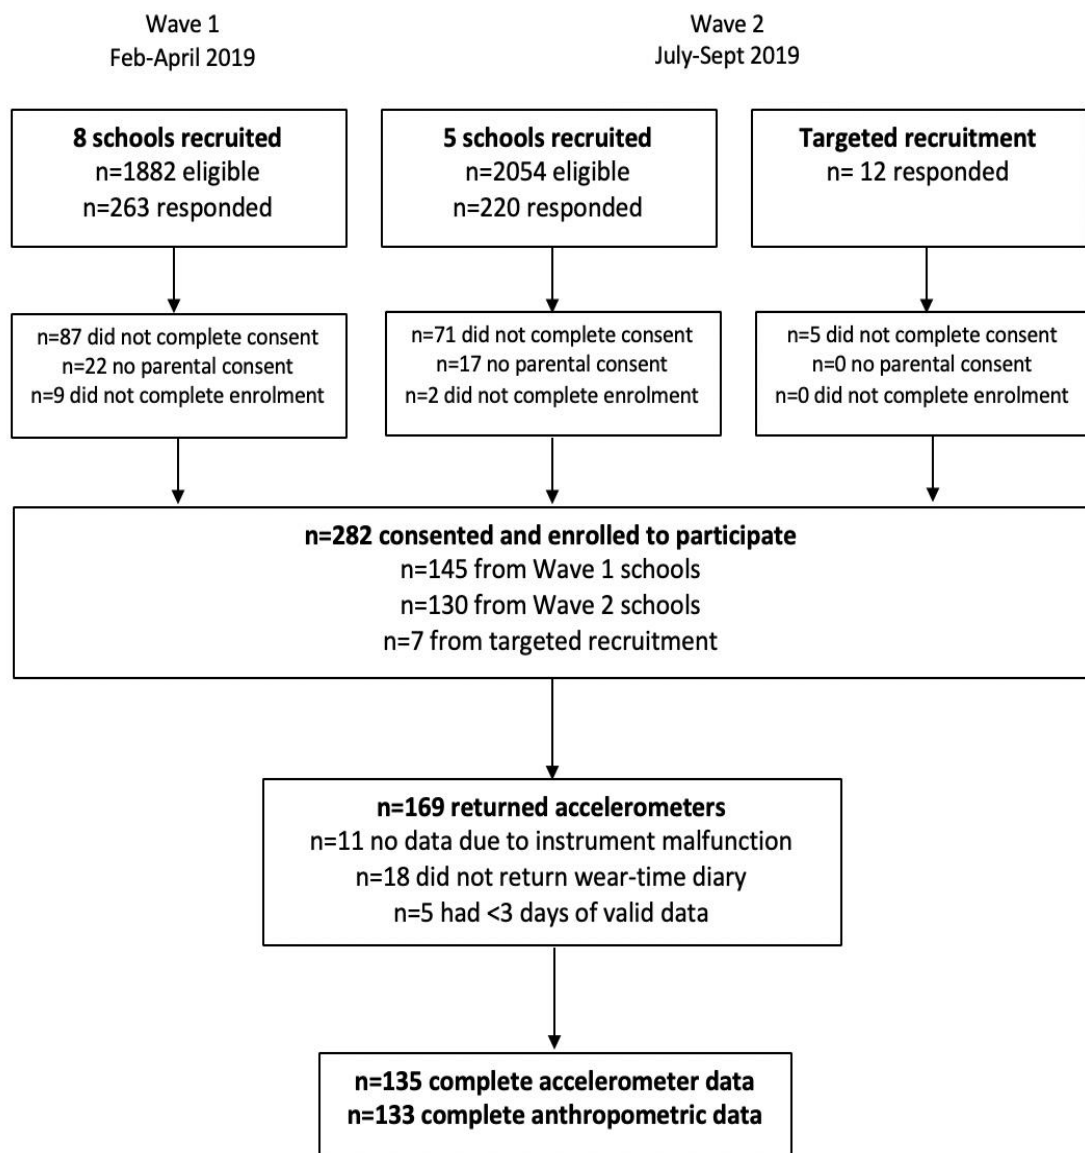 Wave 1
Feb-April 2019
Wave 2
July-Sept 2019
8 schools recruited
n=1882 eligible
n=263 responded
5 schools recruited
n=2054 eligible
n=220 responded
Targeted recruitment
n= 12 responded
n=87 did not complete consent
n=22 no parental consent
n=9 did not complete enrolment
n=71 did not complete consent
n=17 no parental consent
n=2 did not complete enrolment
n=5 did not complete consent
n=0 no parental consent
n=0 did not complete enrolment
n=282 consented and enrolled to participate
n=145 from Wave 1 schools
n=130 from Wave 2 schools
n=7 from targeted recruitment
n=169 returned accelerometers
n=11 no data due to instrument malfunction
n=18 did not return wear-time diary
n=5 had <3 days of valid data
n=135 complete accelerometer data
n=133 complete anthropometric data